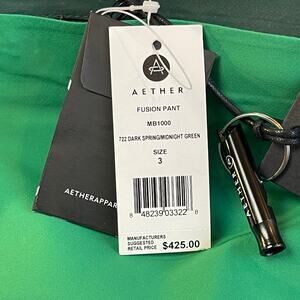 AETHER
FUSION PANT
MB1000
722 DARK SPRING/MIDNIGHT GREEN
SIZE
3
8 48239 03322 8
MANUFACTURERS
SUGGESTED
RETAIL PRICE $425.00
AETHERAPPAR
AETHER